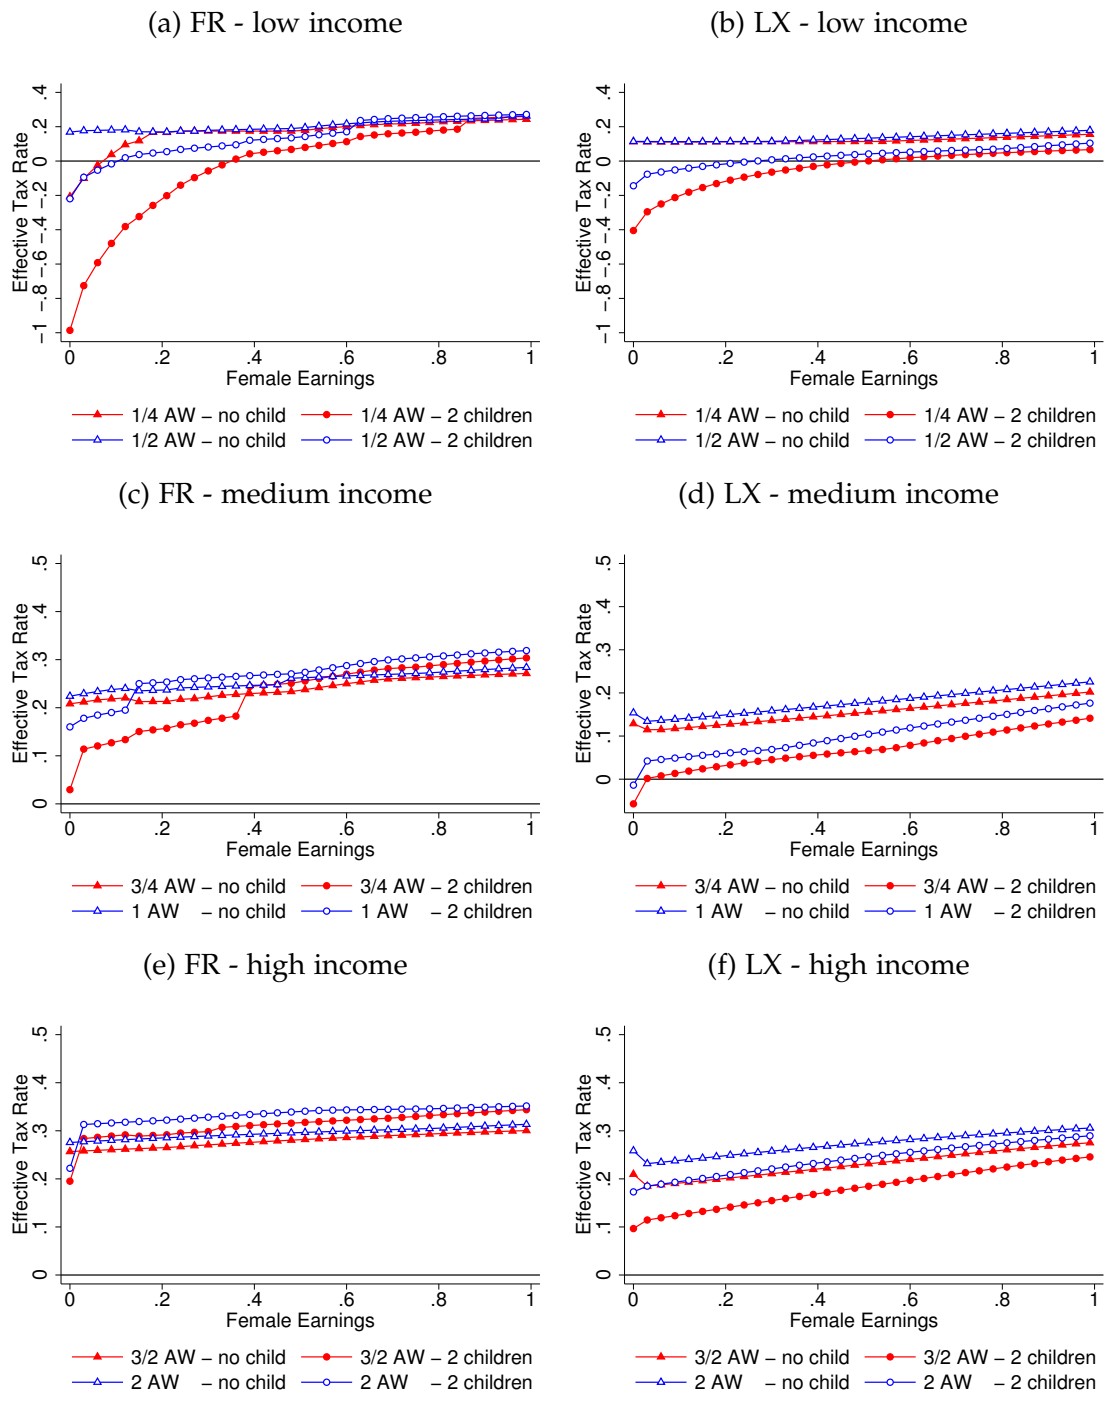 (a) FR - low income
(b) LX - low income
Effective Tax Rate
−1 −.8 −.6 −.4 −.2 0 .2 .4
0 .2 .4 .6 .8 1
Female Earnings
1/4 AW − no child 1/4 AW − 2 children
1/2 AW − no child 1/2 AW − 2 children
Effective Tax Rate
−1 −.8 −.6 −.4 −.2 0 .2 .4
0 .2 .4 .6 .8 1
Female Earnings
1/4 AW − no child 1/4 AW − 2 children
1/2 AW − no child 1/2 AW − 2 children
(c) FR - medium income
(d) LX - medium income
Effective Tax Rate
0 .1 .2 .3 .4 .5
0 .2 .4 .6 .8 1
Female Earnings
3/4 AW − no child 3/4 AW − 2 children
1 AW − no child 1 AW − 2 children
Effective Tax Rate
0 .1 .2 .3 .4 .5
0 .2 .4 .6 .8 1
Female Earnings
3/4 AW − no child 3/4 AW − 2 children
1 AW − no child 1 AW − 2 children
(e) FR - high income
(f) LX - high income
Effective Tax Rate
0 .1 .2 .3 .4 .5
0 .2 .4 .6 .8 1
Female Earnings
3/2 AW − no child 3/2 AW − 2 children
2 AW − no child 2 AW − 2 children
Effective Tax Rate
0 .1 .2 .3 .4 .5
0 .2 .4 .6 .8 1
Female Earnings
3/2 AW − no child 3/2 AW − 2 children
2 AW − no child 2 AW − 2 children